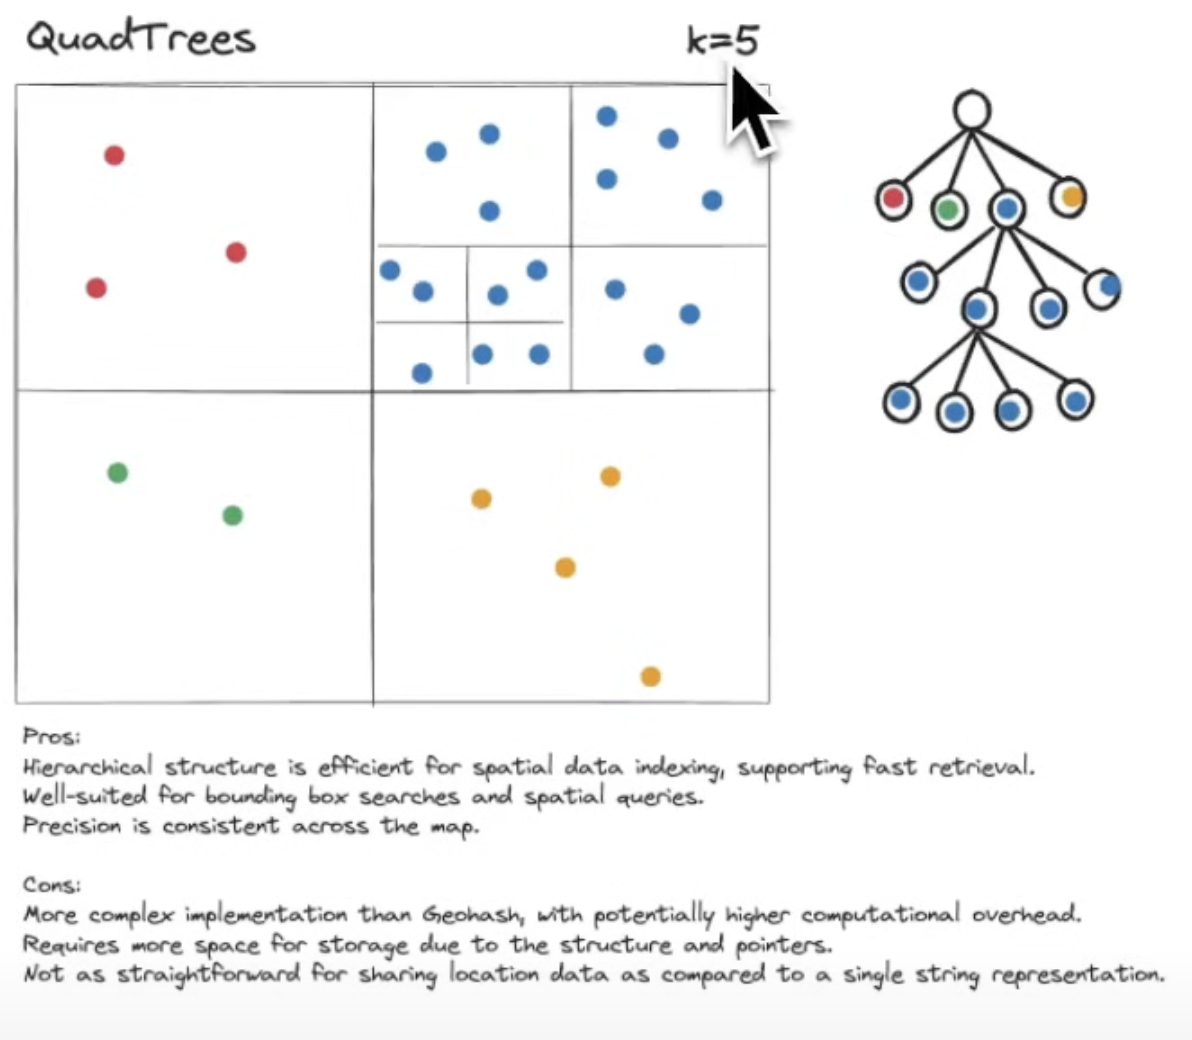 QuadTrees
k=5
Pros:
Hierarchical structure is efficient for spatial data indexing, supporting fast retrieval.
Well-suited for bounding box searches and spatial queries.
Precision is consistent across the map.
Cons:
More complex implementation than Geohash, with potentially higher computational overhead.
Requires more space for storage due to the structure and pointers.
Not as straightforward for sharing location data as compared to a single string representation.